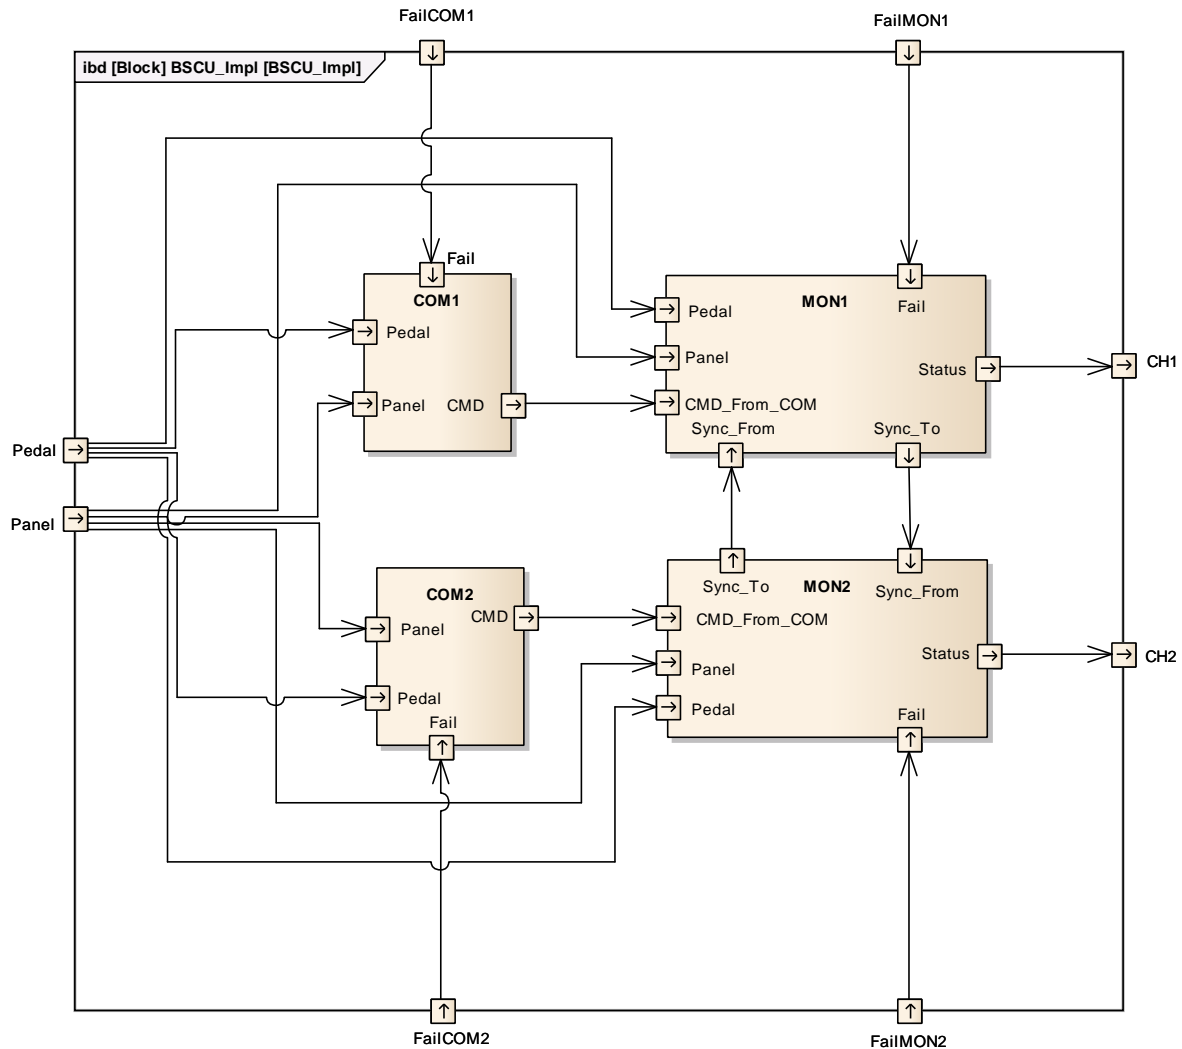 FailCOM1
FailMON1
ibd [Block] BSCU_Impl [BSCU_Impl]
Fail
COM1
Pedal
Panel
CMD
MON1
Fail
Pedal
Panel
Status
CMD_From_COM
Sync_From
Sync_To
CH1
Pedal
Panel
COM2
CMD
Panel
Pedal
Fail
Sync_To
MON2
Sync_From
CMD_From_COM
Status
Panel
Pedal
Fail
CH2
FailCOM2
FailMON2